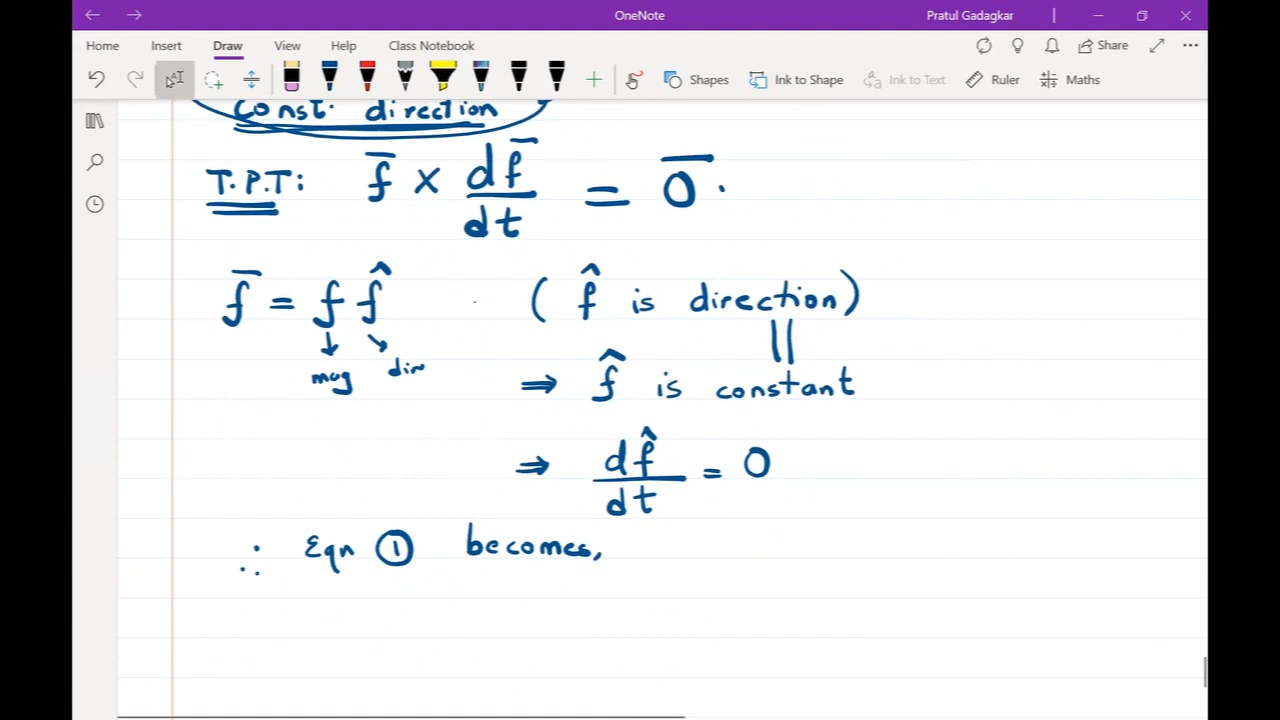 OneNote
Pratul Gadagkar
Home Insert Draw View Help Class Notebook
Share
Shapes Ink to Shape Ink to Text Ruler Maths
const. direction
T.P.T: f̄ × df̄/dt = 0̄.
f̄ = f f̂ ( f̂ is direction)
mag dir
⇒ f̂ is constant
⇒ df̂/dt = 0
∴ Eqn ① becomes,